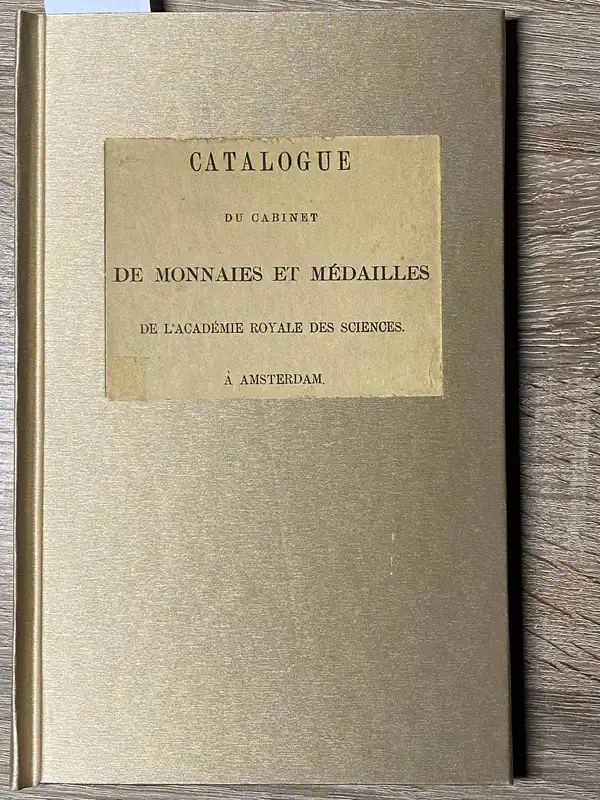 CATALOGUE
DU CABINET
DE MONNAIES ET MÉDAILLES
DE L'ACADÉMIE ROYALE DES SCIENCES.
À AMSTERDAM.